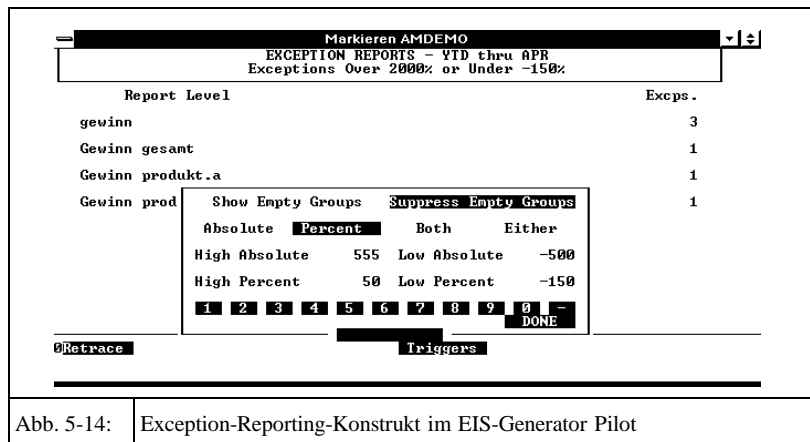 Markieren AMDEMO
EXCEPTION REPORTS - YTD thru APR
Exceptions Over 2000% or Under -150%
Report Level Excps.
gewinn 3
Gewinn gesamt 1
Gewinn produkt.a 1
Gewinn prod 1
Show Empty Groups Suppress Empty Groups
Absolute Percent Both Either
High Absolute 555 Low Absolute -500
High Percent 50 Low Percent -150
1 2 3 4 5 6 7 8 9 0 -
DONE
0Retrace Triggers
Abb. 5-14: Exception-Reporting-Konstrukt im EIS-Generator Pilot